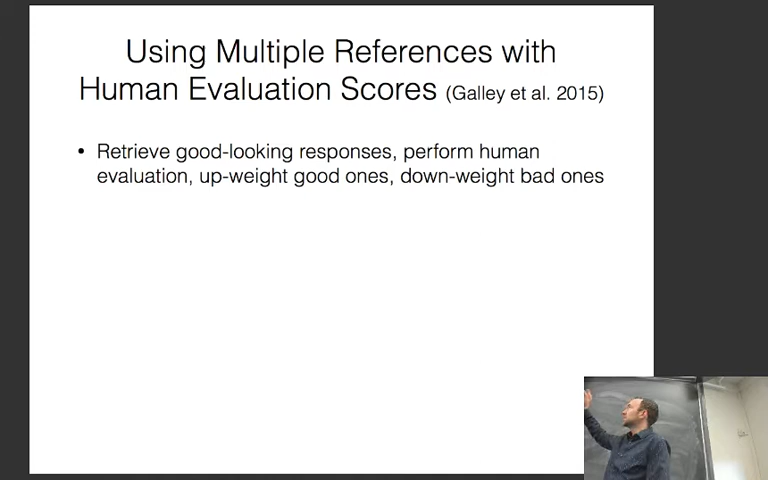 Using Multiple References with
Human Evaluation Scores (Galley et al. 2015)
• Retrieve good-looking responses, perform human
evaluation, up-weight good ones, down-weight bad ones